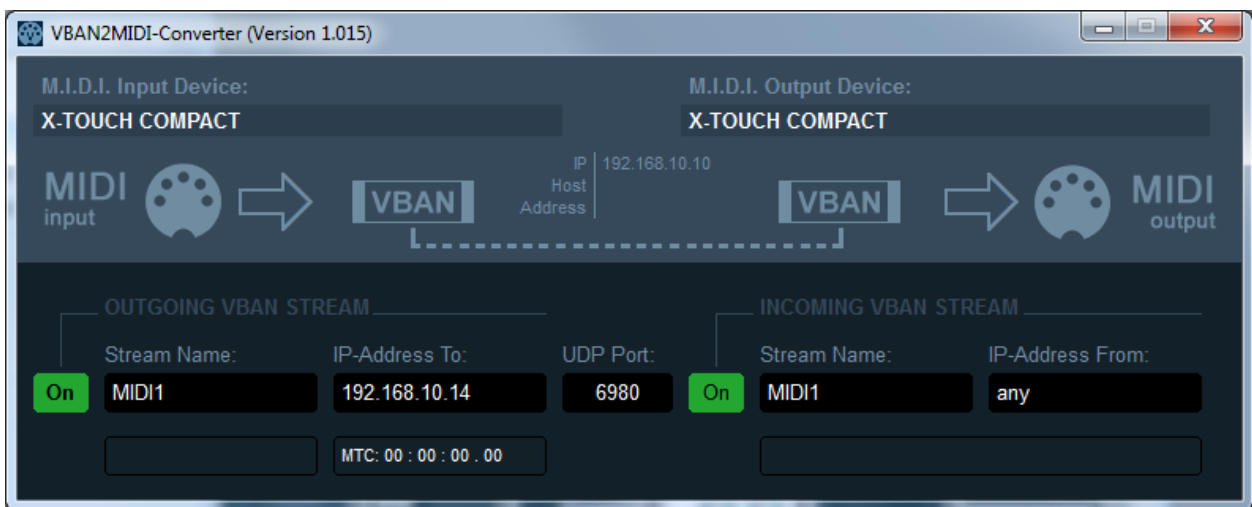 VBAN2MIDI-Converter (Version 1.015)
M.I.D.I. Input Device:
X-TOUCH COMPACT
M.I.D.I. Output Device:
X-TOUCH COMPACT
MIDI
input
VBAN
IP
Host
Address
192.168.10.10
VBAN
MIDI
output
OUTGOING VBAN STREAM
Stream Name:
IP-Address To:
UDP Port:
On
MIDI1
192.168.10.14
6980
MTC: 00 : 00 : 00 . 00
INCOMING VBAN STREAM
Stream Name:
IP-Address From:
On
MIDI1
any